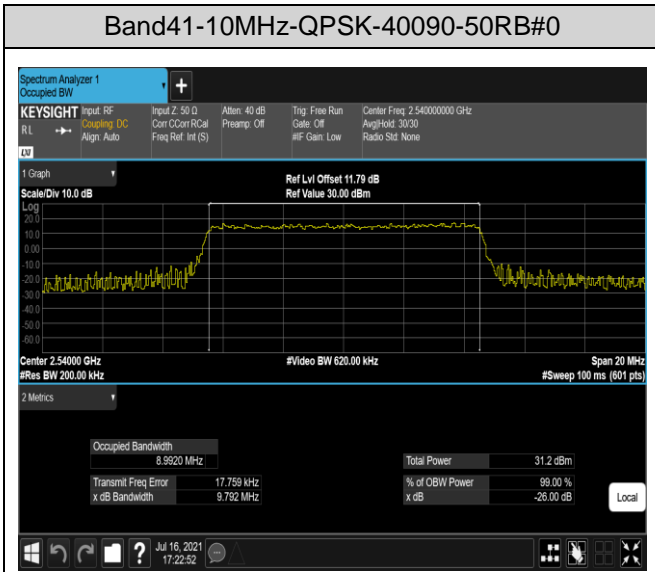 Band41-10MHz-QPSK-40090-50RB#0
Spectrum Analyzer 1
Occupied BW
+
KEYSIGHT Input: RF Input Z: 50 Ω Atten: 40 dB Trig: Free Run Center Freq: 2.540000000 GHz
RL Coupling: DC Corr CCorr RCal Preamp: Off Gate: Off Avg|Hold: 30/30
Align: Auto Freq Ref: Int (S) #IF Gain: Low Radio Std: None
LXI
1 Graph Ref Lvl Offset 11.79 dB
Scale/Div 10.0 dB Ref Value 30.00 dBm
Log
20.0
10.0
0.00
-10.0
-20.0
-30.0
-40.0
-50.0
-60.0
Center 2.54000 GHz #Video BW 620.00 kHz Span 20 MHz
#Res BW 200.00 kHz #Sweep 100 ms (601 pts)
2 Metrics
Occupied Bandwidth
8.9920 MHz Total Power 31.2 dBm
Transmit Freq Error 17.759 kHz % of OBW Power 99.00 %
x dB Bandwidth 9.792 MHz x dB -26.00 dB
Local
? Jul 16, 2021
17:22:52